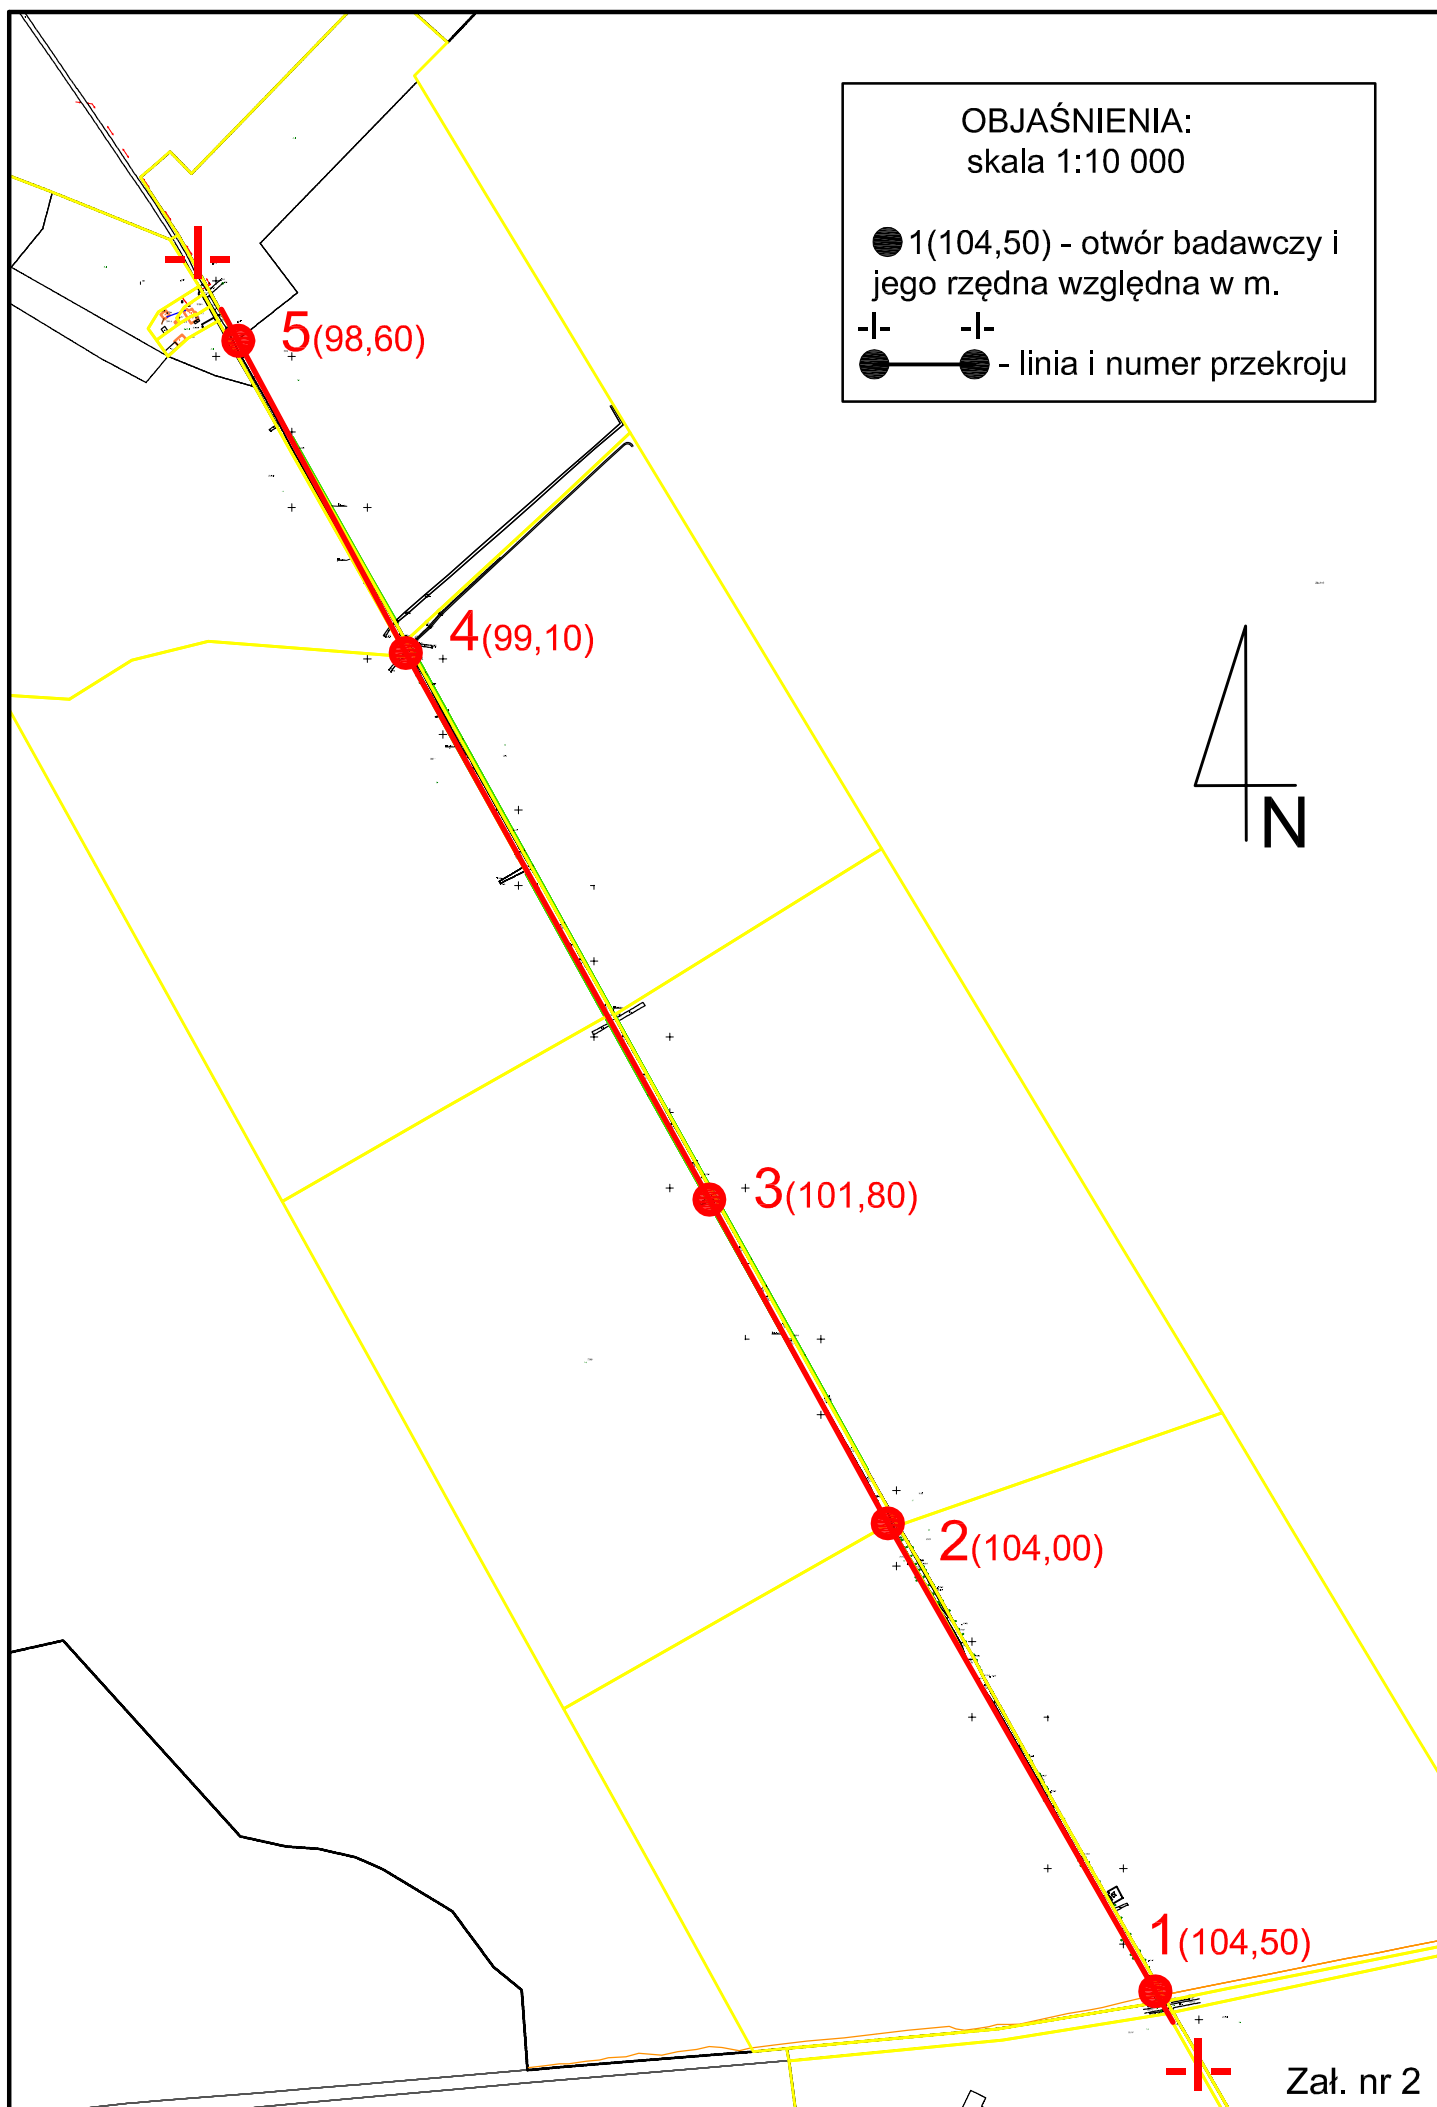 OBJAŚNIENIA:
skala 1:10 000
1(104,50) - otwór badawczy i
jego rzędna względna w m.
-I- -I-
- linia i numer przekroju
-I-
5(98,60)
4(99,10)
N
3(101,80)
2(104,00)
1(104,50)
-I-
Zał. nr 2